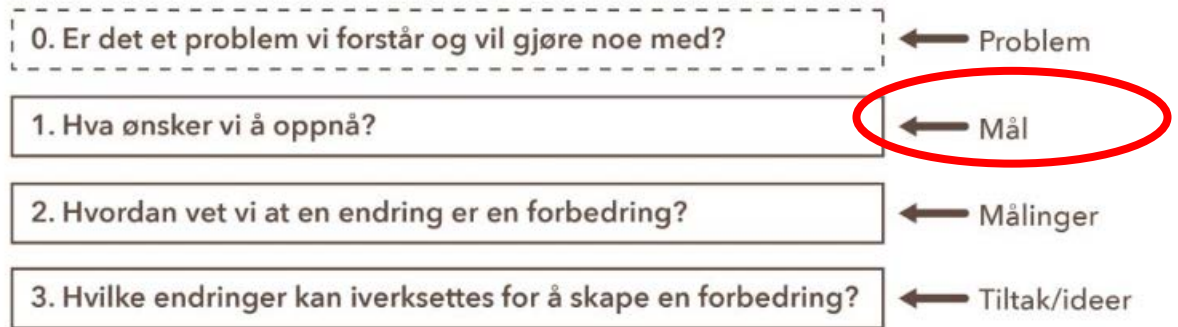 0. Er det et problem vi forstår og vil gjøre noe med? Problem
1. Hva ønsker vi å oppnå? Mål
2. Hvordan vet vi at en endring er en forbedring? Målinger
3. Hvilke endringer kan iverksettes for å skape en forbedring? Tiltak/ideer